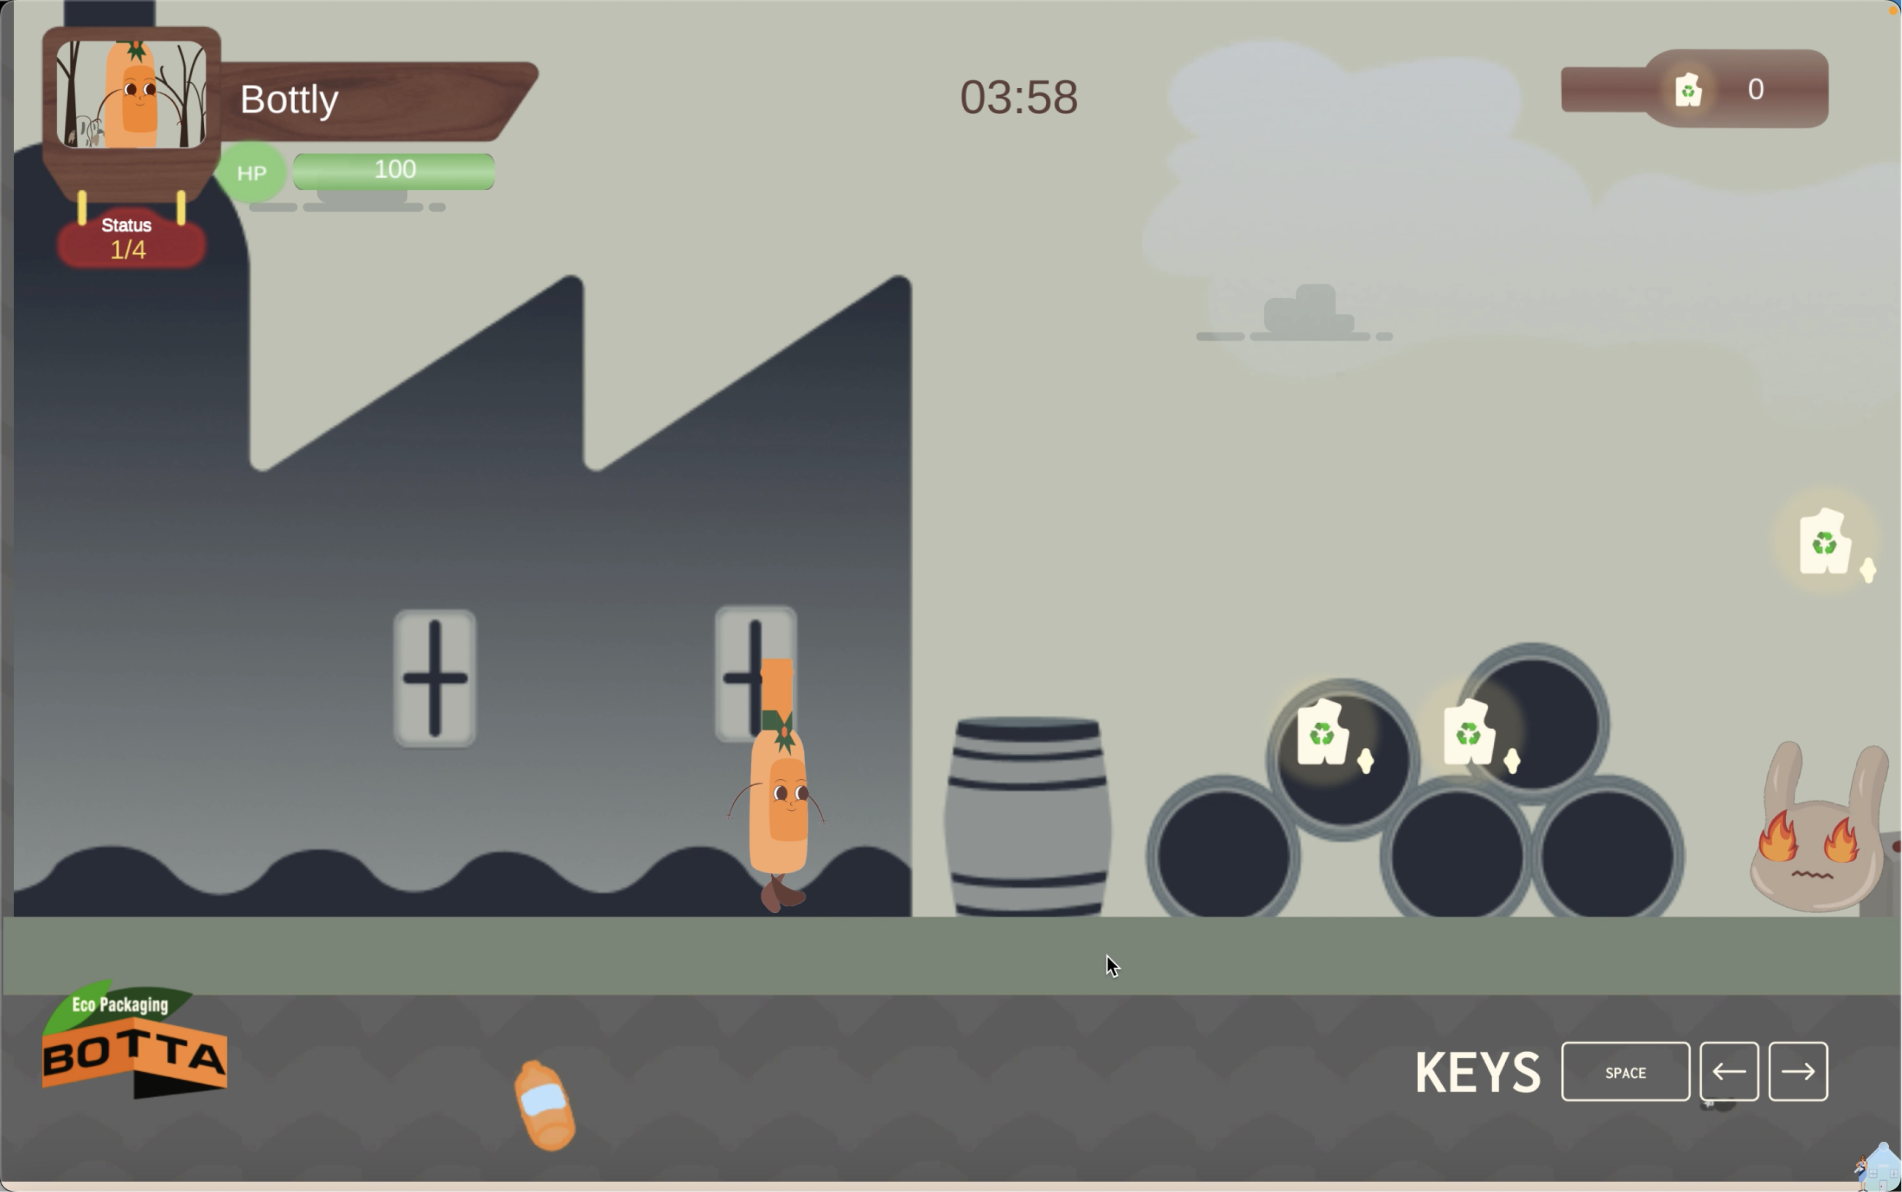 Bottly
03:58
0
HP
100
Status
1/4
Eco Packaging
BOTTA
KEYS
SPACE